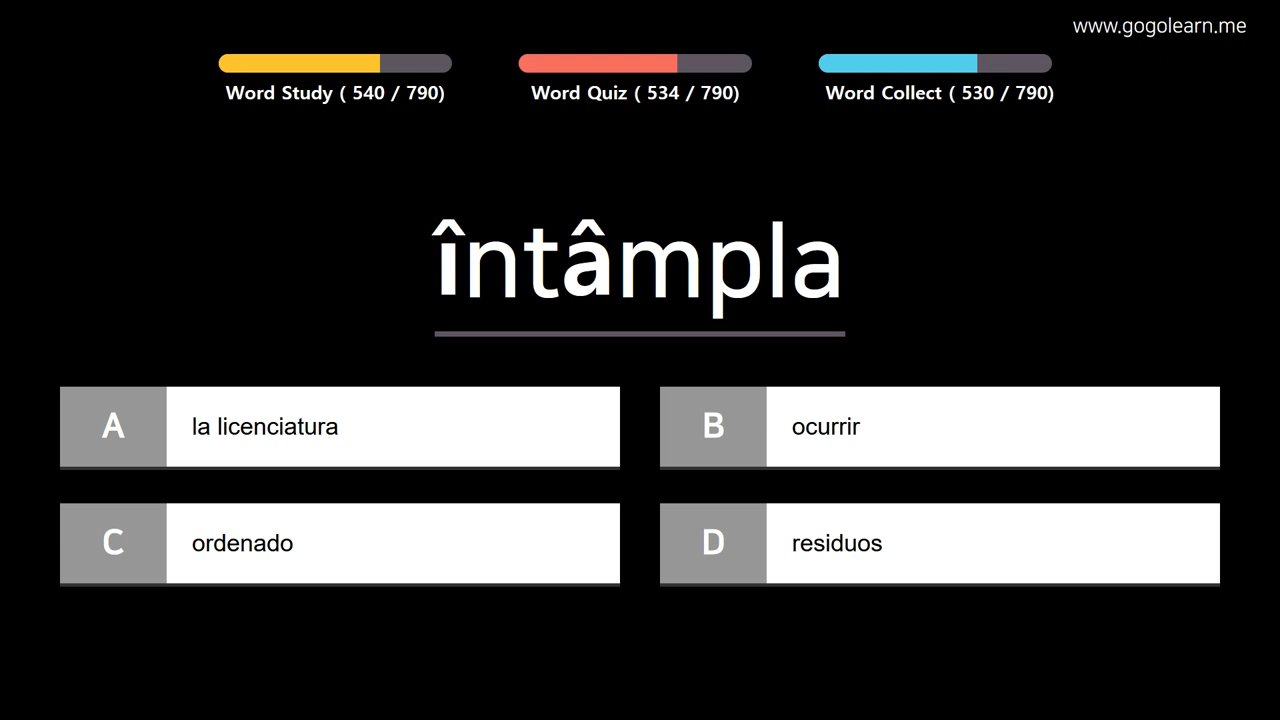 www.gogolearn.me
Word Study ( 540 / 790)
Word Quiz ( 534 / 790)
Word Collect ( 530 / 790)
întâmpla
A la licenciatura
B ocurrir
C ordenado
D residuos